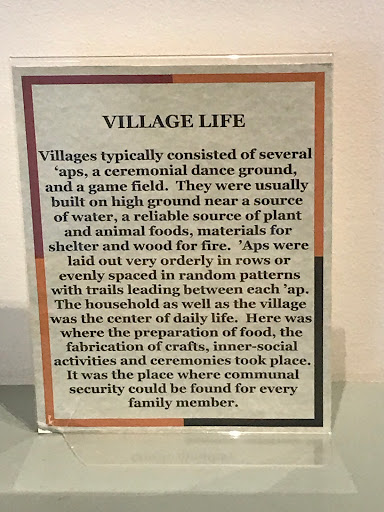 VILLAGE LIFE
Villages typically consisted of several
‘aps, a ceremonial dance ground,
and a game field. They were usually
built on high ground near a source
of water, a reliable source of plant
and animal foods, materials for
shelter and wood for fire. ’Aps were
laid out very orderly in rows or
evenly spaced in random patterns
with trails leading between each ’ap.
The household as well as the village
was the center of daily life. Here was
where the preparation of food, the
fabrication of crafts, inner-social
activities and ceremonies took place.
It was the place where communal
security could be found for every
family member.